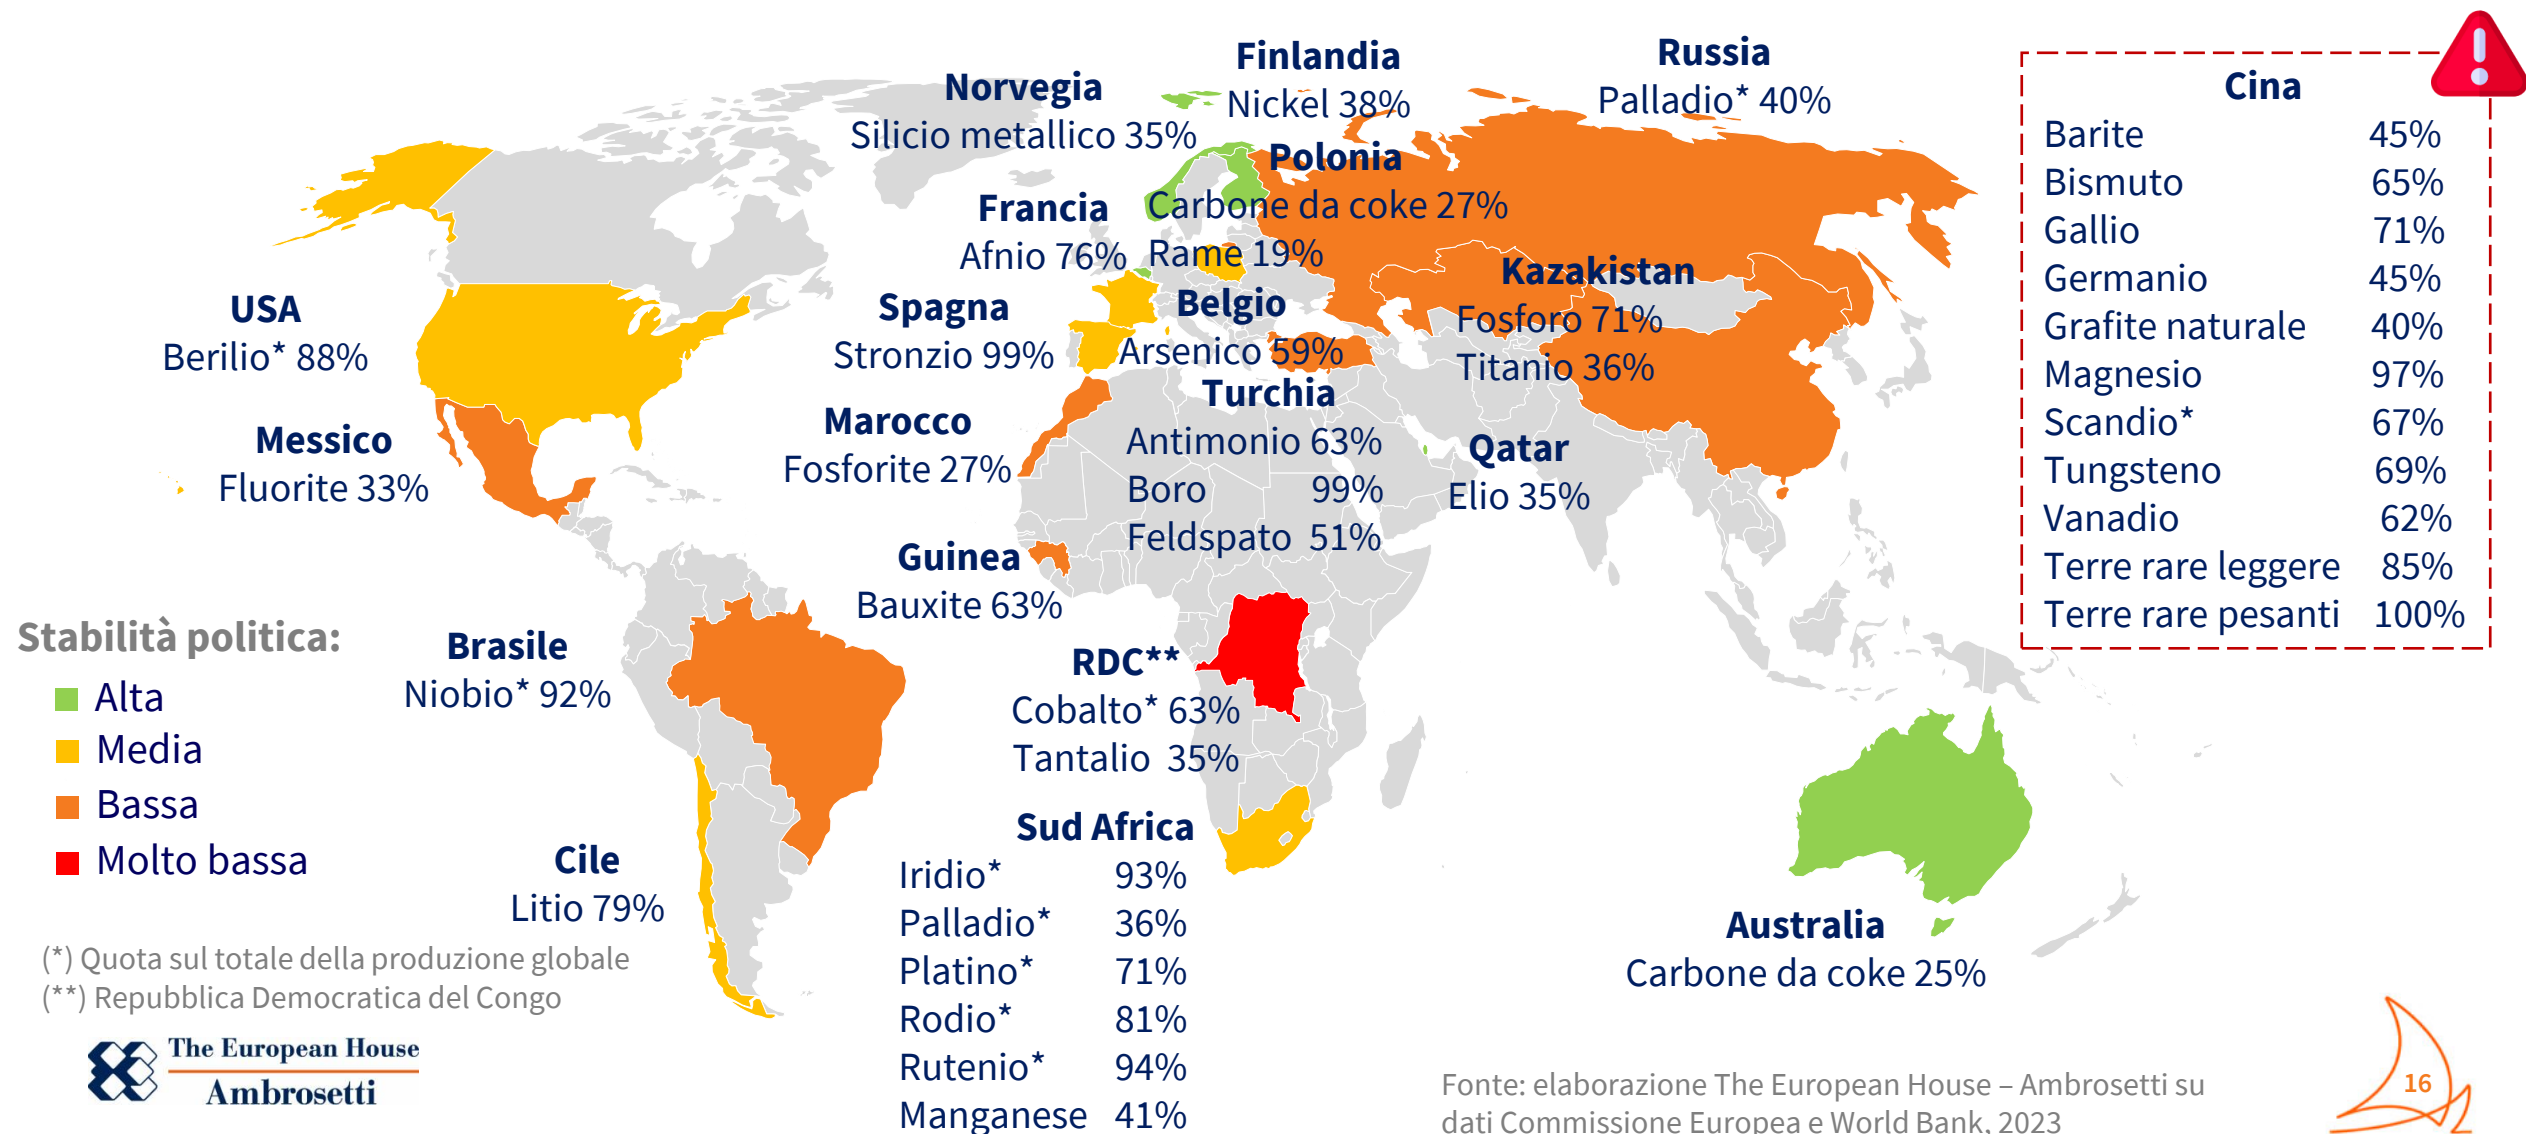 Norvegia
Silicio metallico 35%
Finlandia
Nickel 38%
Russia
Palladio* 40%
Polonia
Carbone da coke 27%
Rame 19%
Francia
Afnio 76%
Spagna
Stronzio 99%
Belgio
Arsenico 59%
Kazakistan
Fosforo 71%
Titanio 36%
USA
Berilio* 88%
Messico
Fluorite 33%
Marocco
Fosforite 27%
Turchia
Antimonio 63%
Boro 99%
Feldspato 51%
Qatar
Elio 35%
Guinea
Bauxite 63%
Brasile
Niobio* 92%
RDC**
Cobalto* 63%
Tantalio 35%
Cile
Litio 79%
Sud Africa
Iridio* 93%
Palladio* 36%
Platino* 71%
Rodio* 81%
Rutenio* 94%
Manganese 41%
Australia
Carbone da coke 25%
Cina
Barite 45%
Bismuto 65%
Gallio 71%
Germanio 45%
Grafite naturale 40%
Magnesio 97%
Scandio* 67%
Tungsteno 69%
Vanadio 62%
Terre rare leggere 85%
Terre rare pesanti 100%
Stabilità politica:
Alta
Media
Bassa
Molto bassa
(*) Quota sul totale della produzione globale
(**) Repubblica Democratica del Congo
The European House
Ambrosetti
Fonte: elaborazione The European House – Ambrosetti su
dati Commissione Europea e World Bank, 2023
16